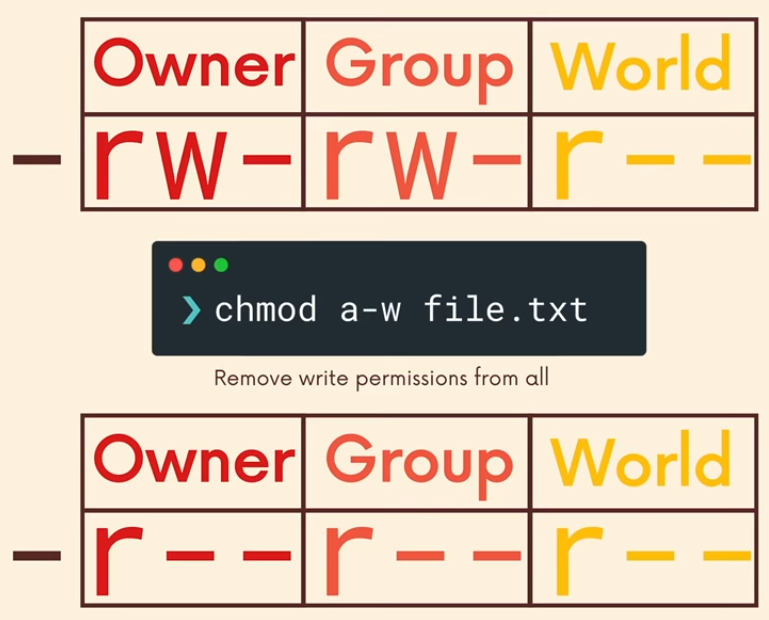 Owner Group World
- rw- rw- r--
❯ chmod a-w file.txt
Remove write permissions from all
Owner Group World
- r-- r-- r--